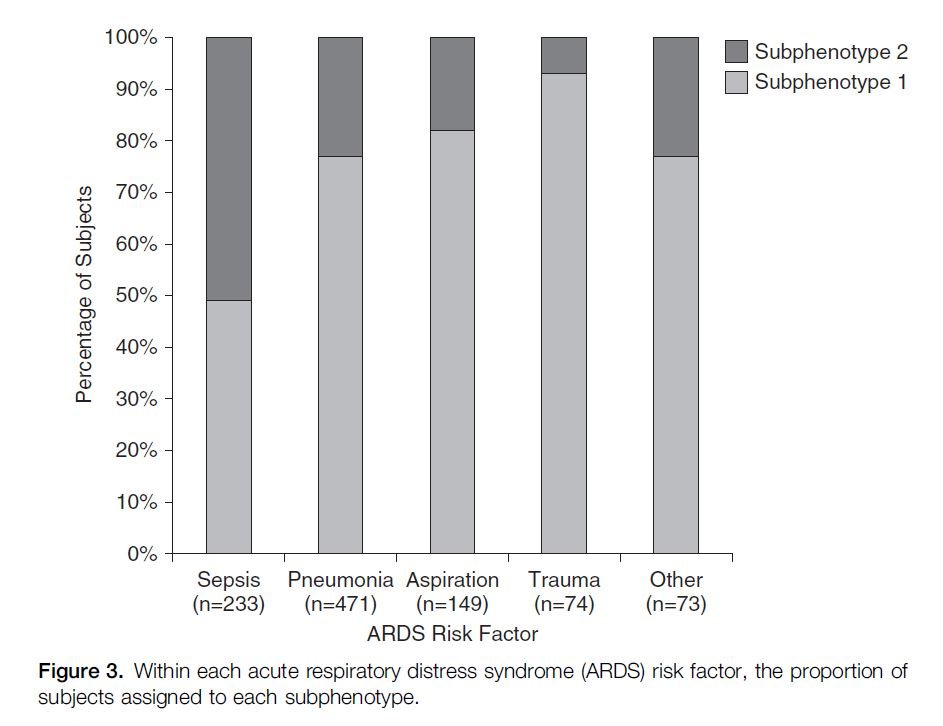 100%
90%
80%
70%
60%
50%
40%
30%
20%
10%
0%
Percentage of Subjects
Subphenotype 2
Subphenotype 1
Sepsis Pneumonia Aspiration Trauma Other
(n=233) (n=471) (n=149) (n=74) (n=73)
ARDS Risk Factor
Figure 3. Within each acute respiratory distress syndrome (ARDS) risk factor, the proportion of
subjects assigned to each subphenotype.